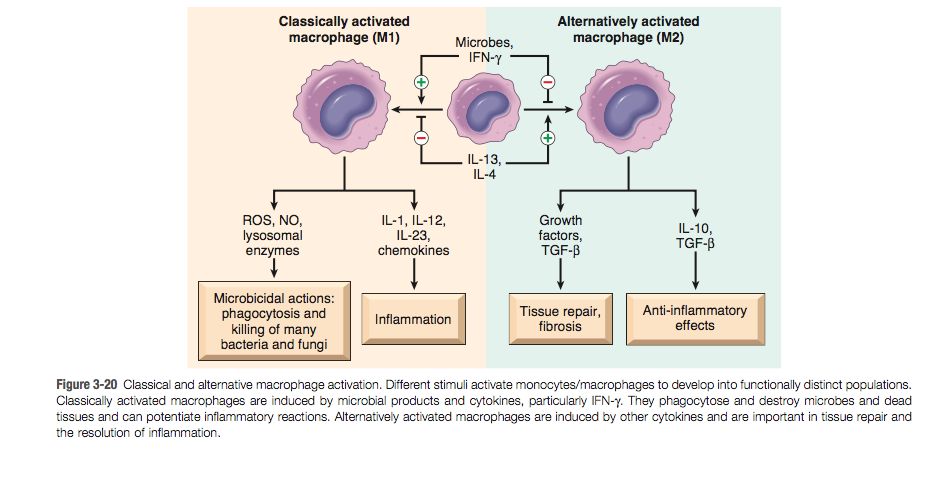 Classically activated
macrophage (M1)
Alternatively activated
macrophage (M2)
Microbes,
IFN-γ
+
−
−
+
IL-13,
IL-4
ROS, NO,
lysosomal
enzymes
IL-1, IL-12,
IL-23,
chemokines
Growth
factors,
TGF-β
IL-10,
TGF-β
Microbicidal actions:
phagocytosis and
killing of many
bacteria and fungi
Inflammation
Tissue repair,
fibrosis
Anti-inflammatory
effects
Figure 3-20 Classical and alternative macrophage activation. Different stimuli activate monocytes/macrophages to develop into functionally distinct populations.
Classically activated macrophages are induced by microbial products and cytokines, particularly IFN-γ. They phagocytose and destroy microbes and dead
tissues and can potentiate inflammatory reactions. Alternatively activated macrophages are induced by other cytokines and are important in tissue repair and
the resolution of inflammation.